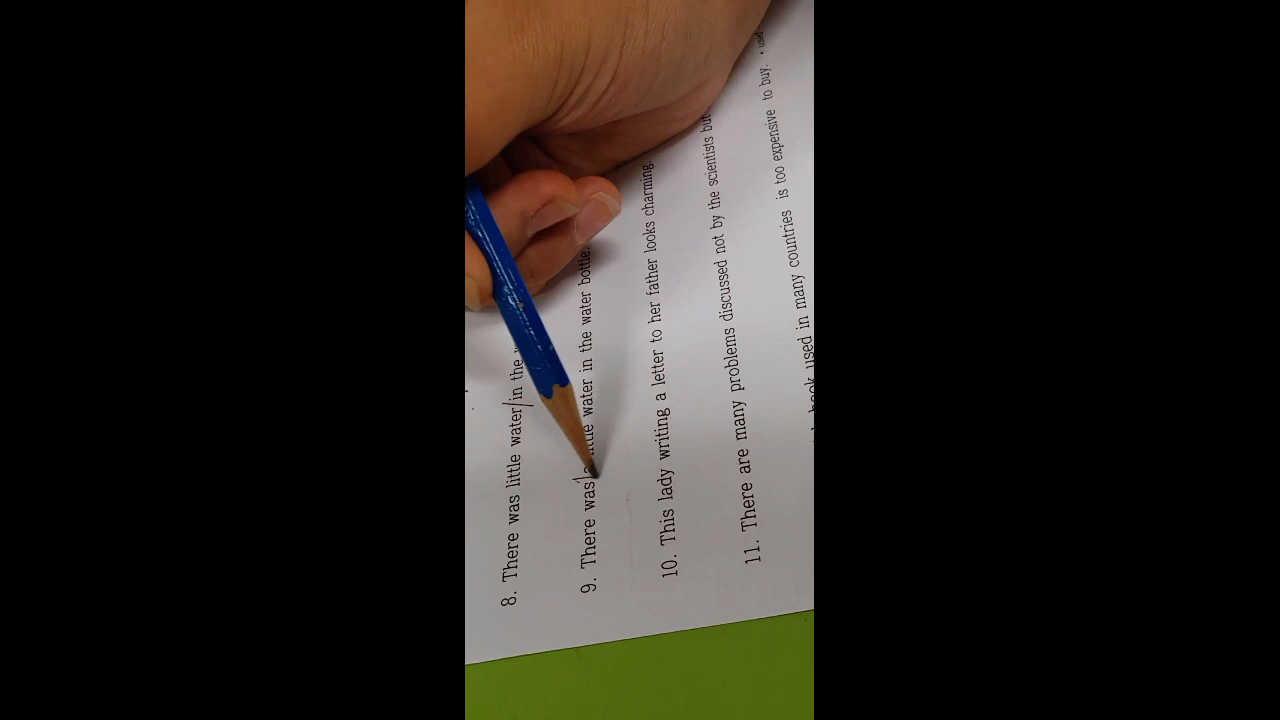 8. There was little water in the
9. There was a little water in the water bottle.
10. This lady writing a letter to her father looks charming.
11. There are many problems discussed not by the scientists but
book used in many countries is too expensive to buy. • used